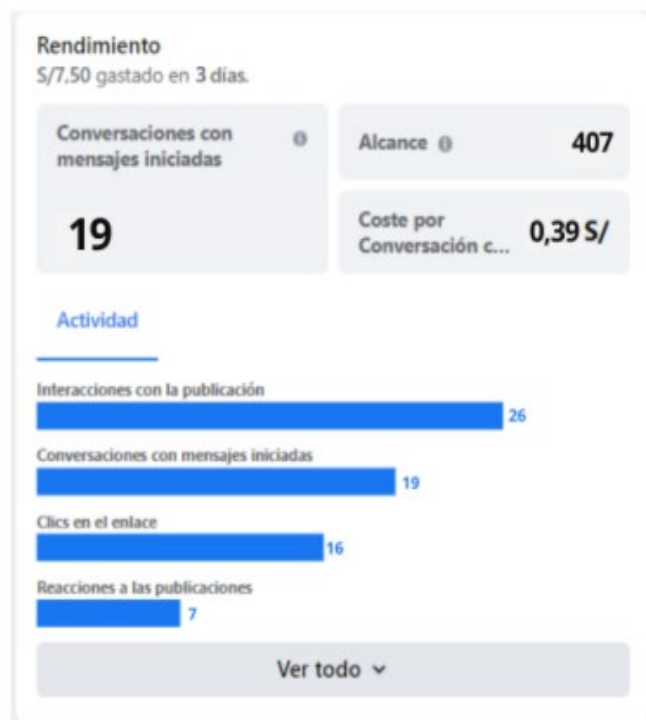 Rendimiento
S/7,50 gastado en 3 días.
Conversaciones con
mensajes iniciadas
19
Alcance
407
Coste por
Conversación c...
0,39 S/
Actividad
Interacciones con la publicación
26
Conversaciones con mensajes iniciadas
19
Clics en el enlace
16
Reacciones a las publicaciones
7
Ver todo